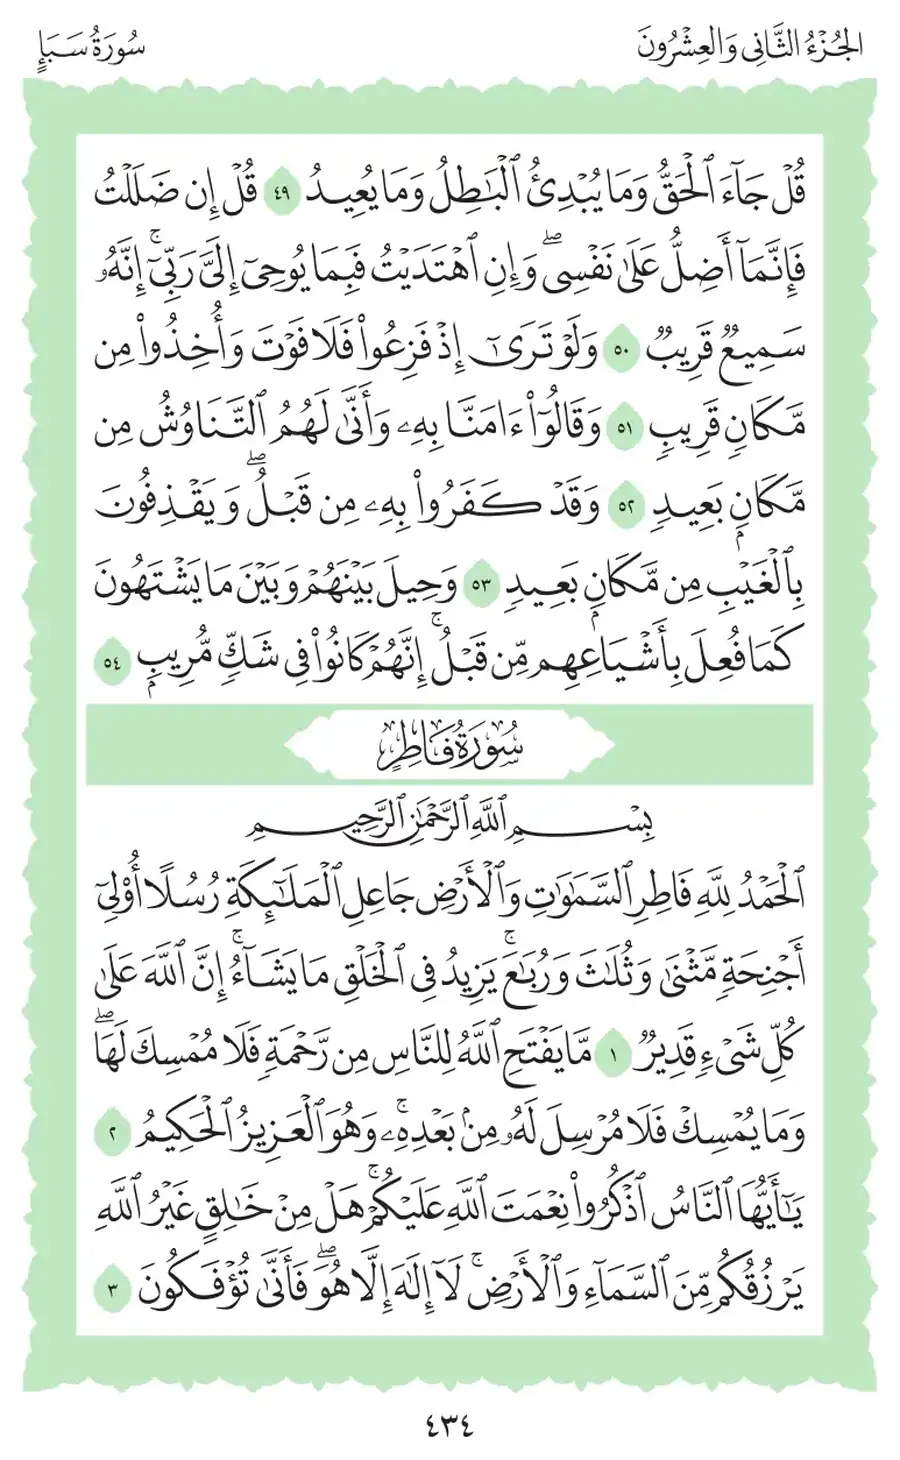 الجُزْءُ الثَّانِي وَالعِشْرُونَ
سُورَةُ سَبَإٍ
قُلْ جَآءَ ٱلْحَقُّ وَمَا يُبْدِئُ ٱلْبَٰطِلُ وَمَا يُعِيدُ ٤٩ قُلْ إِن ضَلَلْتُ
فَإِنَّمَآ أَضِلُّ عَلَىٰ نَفْسِىۖ وَإِنِ ٱهْتَدَيْتُ فَبِمَا يُوحِىٓ إِلَىَّ رَبِّىٓۚ إِنَّهُۥ
سَمِيعٌ قَرِيبٌ ٥٠ وَلَوْ تَرَىٰٓ إِذْ فَزِعُوا۟ فَلَا فَوْتَ وَأُخِذُوا۟ مِن
مَّكَانٍ قَرِيبٍ ٥١ وَقَالُوٓا۟ ءَامَنَّا بِهِۦ وَأَنَّىٰ لَهُمُ ٱلتَّنَاوُشُ مِن
مَّكَانٍۭ بَعِيدٍ ٥٢ وَقَدْ كَفَرُوا۟ بِهِۦ مِن قَبْلُۖ وَيَقْذِفُونَ
بِٱلْغَيْبِ مِن مَّكَانٍۭ بَعِيدٍ ٥٣ وَحِيلَ بَيْنَهُمْ وَبَيْنَ مَا يَشْتَهُونَ
كَمَا فُعِلَ بِأَشْيَاعِهِم مِّن قَبْلُۚ إِنَّهُمْ كَانُوا۟ فِى شَكٍّ مُّرِيبٍۭ ٥٤
سُورَةُ فَاطِرٍ
بِسْمِ ٱللَّهِ ٱلرَّحْمَٰنِ ٱلرَّحِيمِ
ٱلْحَمْدُ لِلَّهِ فَاطِرِ ٱلسَّمَٰوَٰتِ وَٱلْأَرْضِ جَاعِلِ ٱلْمَلَٰٓئِكَةِ رُسُلًا أُو۟لِىٓ
أَجْنِحَةٍ مَّثْنَىٰ وَثُلَٰثَ وَرُبَٰعَۚ يَزِيدُ فِى ٱلْخَلْقِ مَا يَشَآءُۚ إِنَّ ٱللَّهَ عَلَىٰ
كُلِّ شَىْءٍ قَدِيرٌ ١ مَّا يَفْتَحِ ٱللَّهُ لِلنَّاسِ مِن رَّحْمَةٍ فَلَا مُمْسِكَ لَهَاۖ
وَمَا يُمْسِكْ فَلَا مُرْسِلَ لَهُۥ مِنۢ بَعْدِهِۦۚ وَهُوَ ٱلْعَزِيزُ ٱلْحَكِيمُ ٢
يَٰٓأَيُّهَا ٱلنَّاسُ ٱذْكُرُوا۟ نِعْمَتَ ٱللَّهِ عَلَيْكُمْۚ هَلْ مِنْ خَٰلِقٍ غَيْرُ ٱللَّهِ
يَرْزُقُكُم مِّنَ ٱلسَّمَآءِ وَٱلْأَرْضِۚ لَآ إِلَٰهَ إِلَّا هُوَۖ فَأَنَّىٰ تُؤْفَكُونَ ٣
٤٣٤